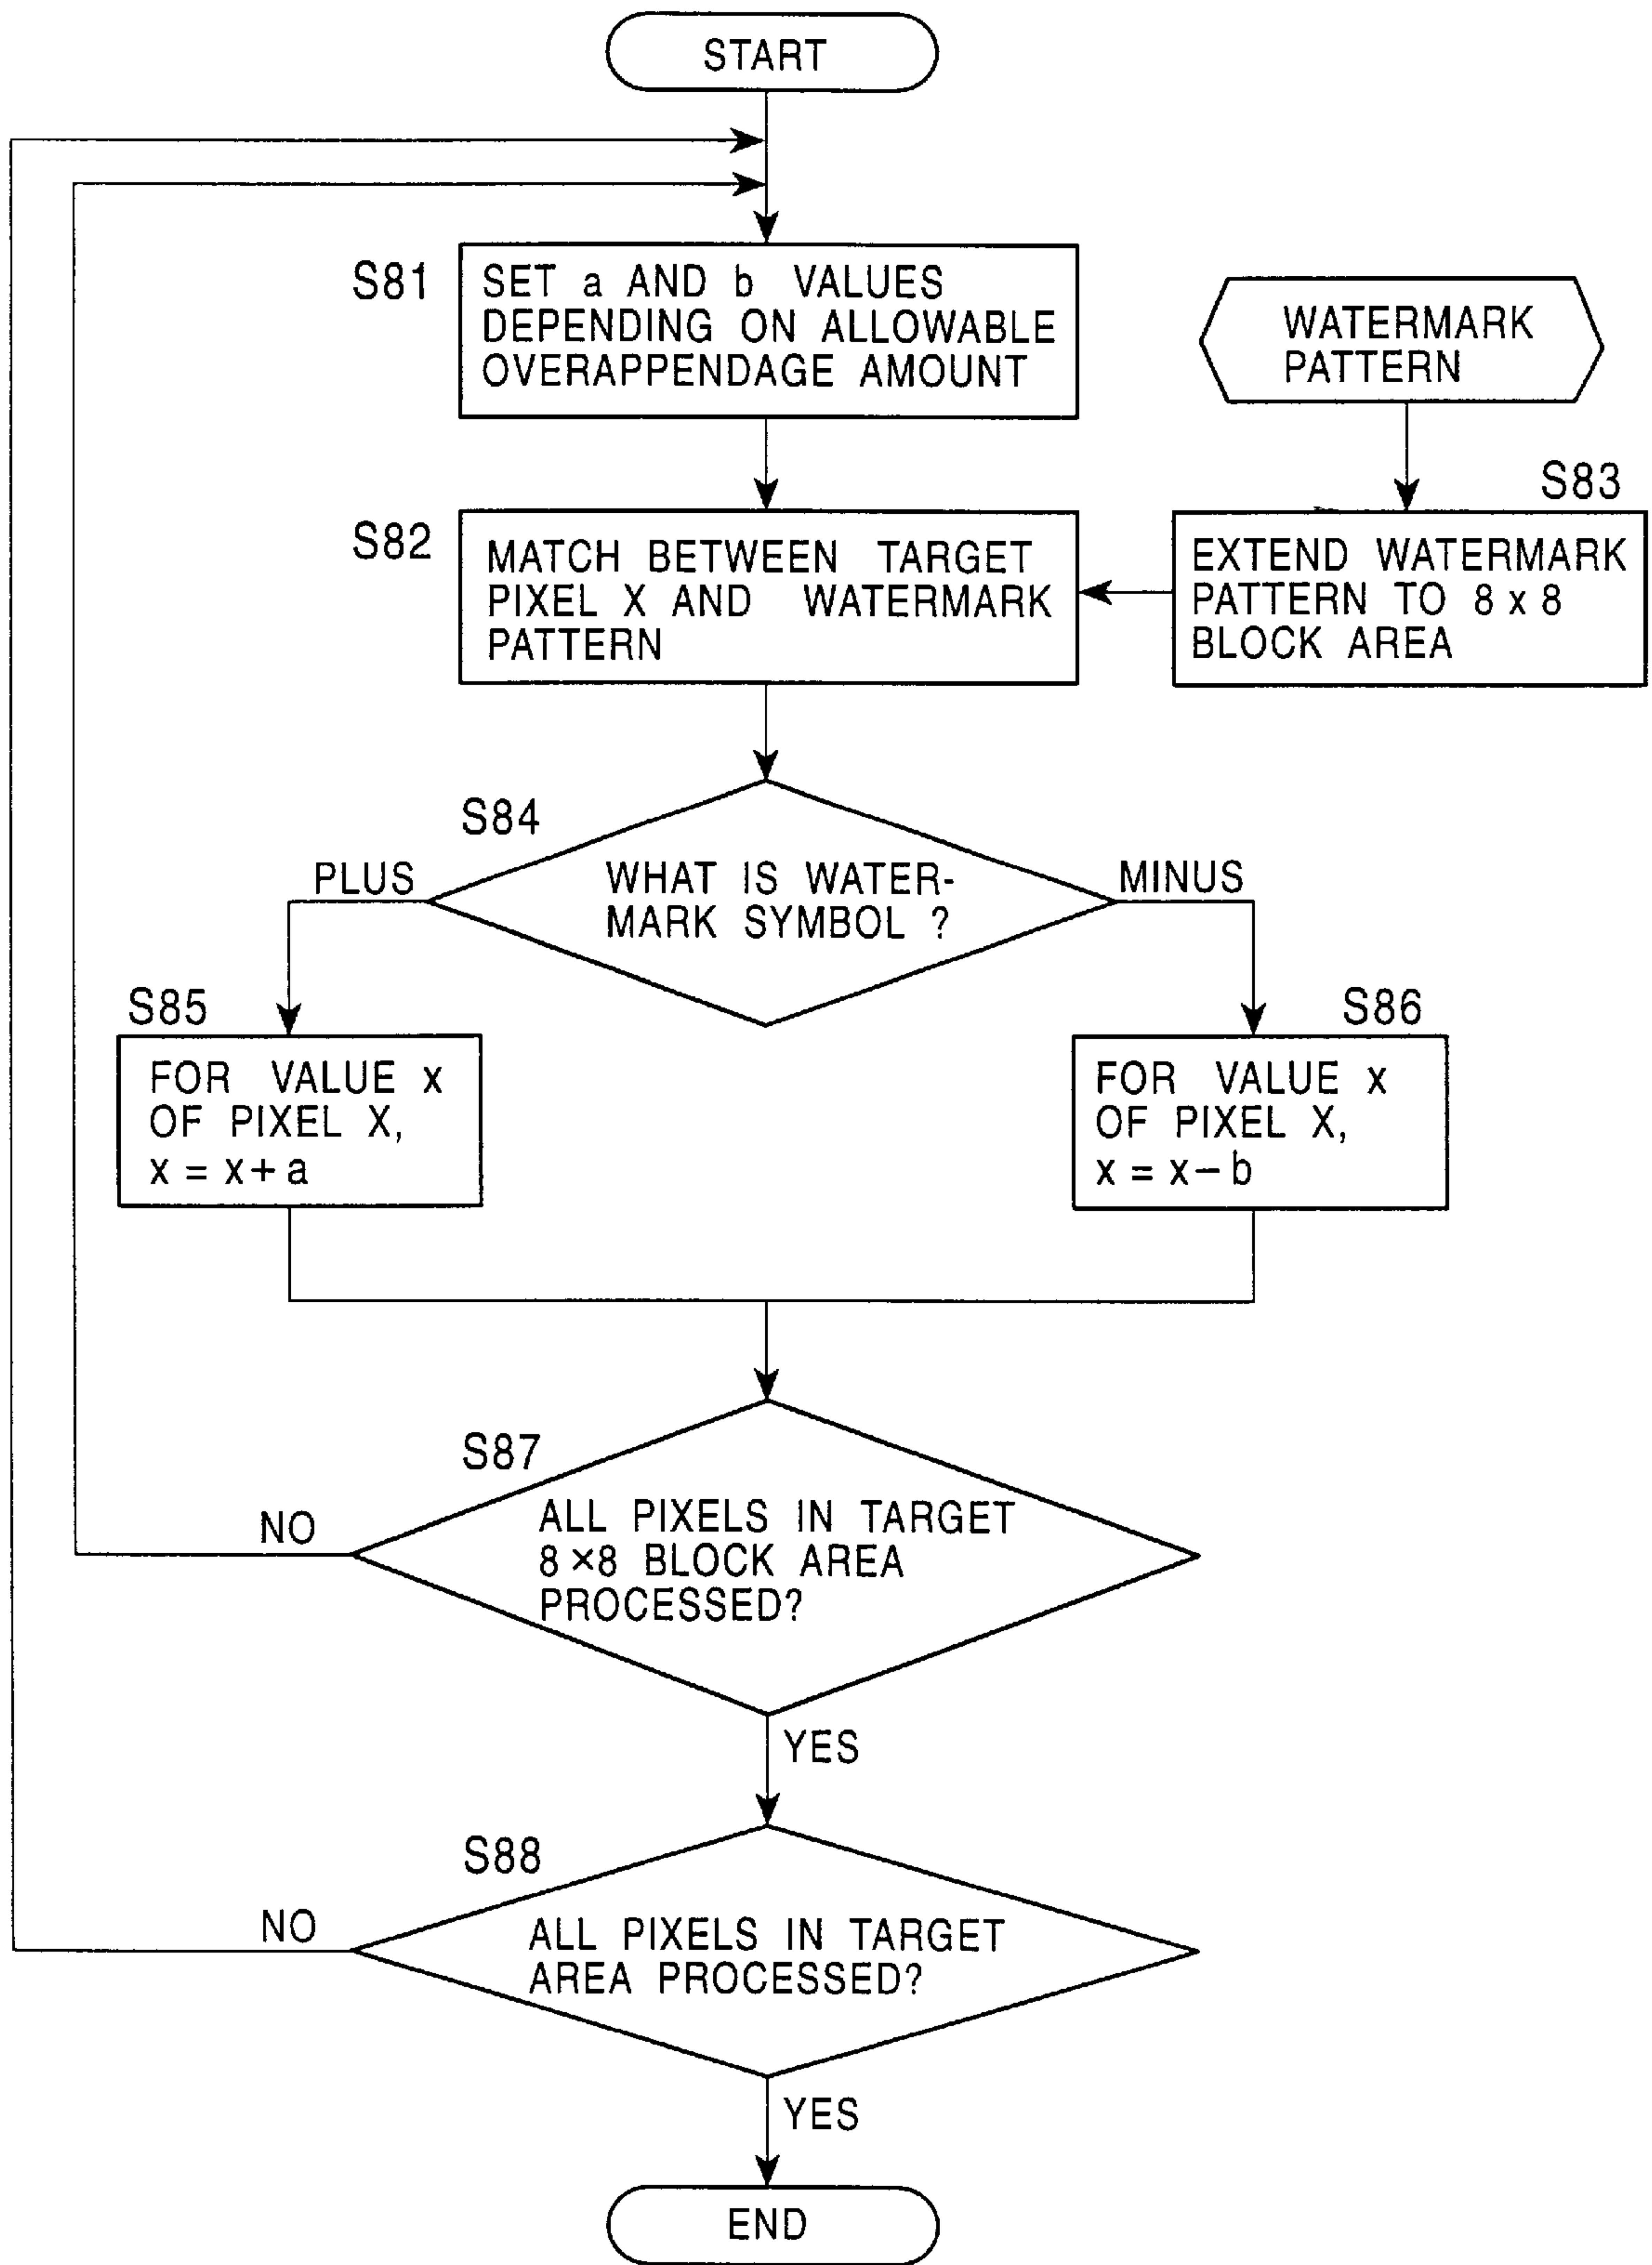 START
S81
SET a AND b VALUES
DEPENDING ON ALLOWABLE
OVERAPPENDAGE AMOUNT
WATERMARK
PATTERN
S82
MATCH BETWEEN TARGET
PIXEL X AND WATERMARK
PATTERN
S83
EXTEND WATERMARK
PATTERN TO 8 x 8
BLOCK AREA
S84
WHAT IS WATER-
MARK SYMBOL ?
PLUS
MINUS
S85
FOR VALUE x
OF PIXEL X,
x = x + a
S86
FOR VALUE x
OF PIXEL X,
x = x − b
S87
ALL PIXELS IN TARGET
8 ×8 BLOCK AREA
PROCESSED?
NO
YES
S88
ALL PIXELS IN TARGET
AREA PROCESSED?
NO
YES
END